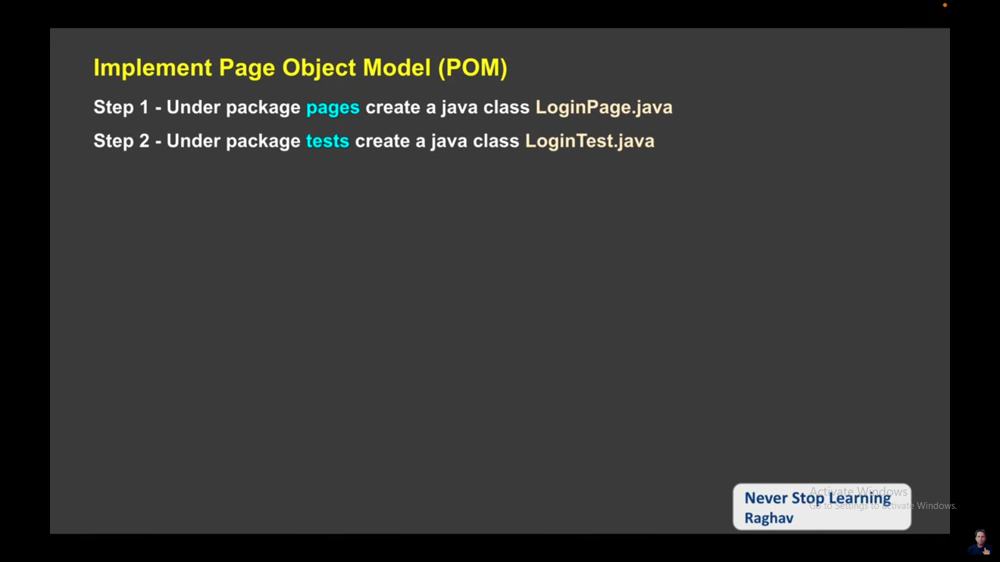 Implement Page Object Model (POM)
Step 1 - Under package pages create a java class LoginPage.java
Step 2 - Under package tests create a java class LoginTest.java
Activate Windows
Never Stop Learning
Go to Settings to activate Windows.
Raghav